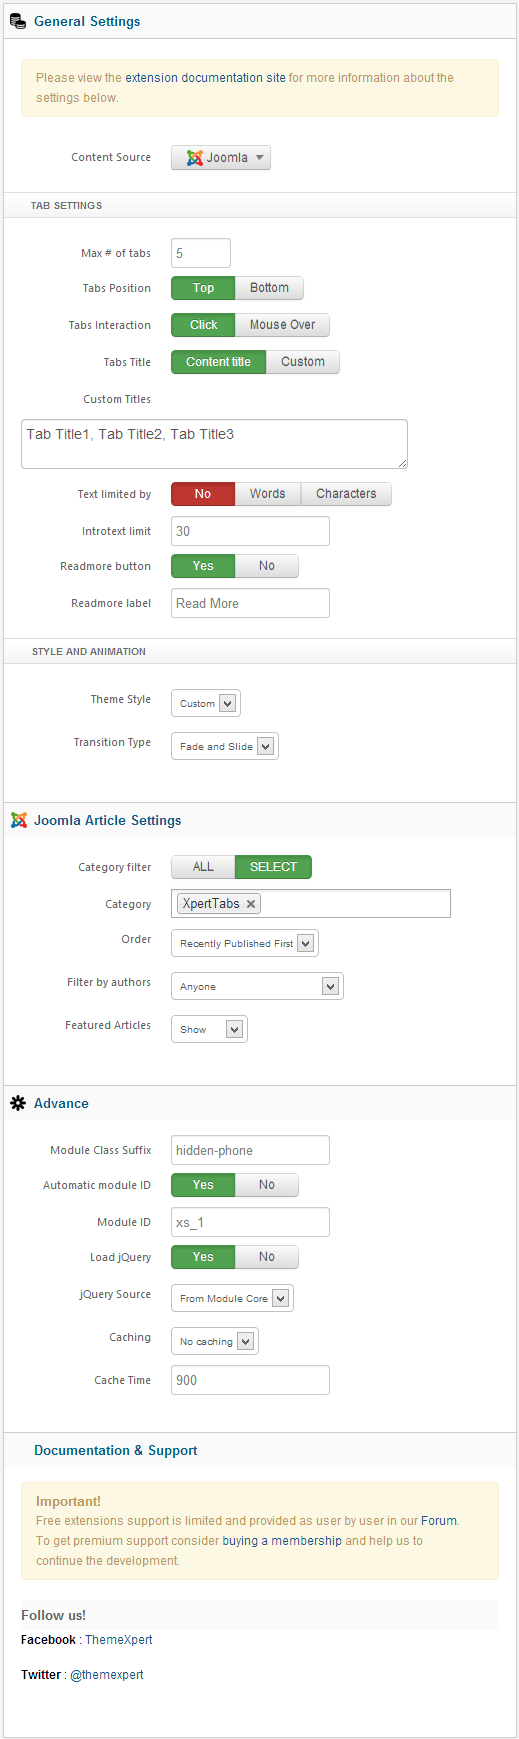 General Settings
Please view the extension documentation site for more information about the
settings below.
Content Source Joomla
TAB SETTINGS
Max # of tabs 5
Tabs Position Top Bottom
Tabs Interaction Click Mouse Over
Tabs Title Content title Custom
Custom Titles
Tab Title1, Tab Title2, Tab Title3
Text limited by No Words Characters
Introtext limit 30
Readmore button Yes No
Readmore label Read More
STYLE AND ANIMATION
Theme Style Custom
Transition Type Fade and Slide
Joomla Article Settings
Category filter ALL SELECT
Category XpertTabs ×
Order Recently Published First
Filter by authors Anyone
Featured Articles Show
Advance
Module Class Suffix hidden-phone
Automatic module ID Yes No
Module ID xs_1
Load jQuery Yes No
jQuery Source From Module Core
Caching No caching
Cache Time 900
Documentation & Support
Important!
Free extensions support is limited and provided as user by user in our Forum.
To get premium support consider buying a membership and help us to
continue the development.
Follow us!
Facebook : ThemeXpert
Twitter : @themexpert